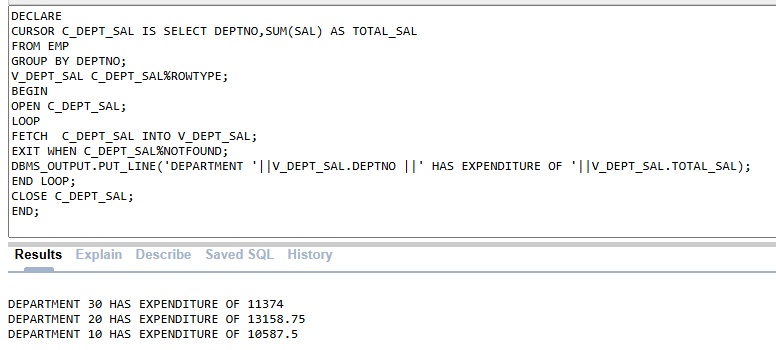 DECLARE
CURSOR C_DEPT_SAL IS SELECT DEPTNO,SUM(SAL) AS TOTAL_SAL
FROM EMP
GROUP BY DEPTNO;
V_DEPT_SAL C_DEPT_SAL%ROWTYPE;
BEGIN
OPEN C_DEPT_SAL;
LOOP
FETCH  C_DEPT_SAL INTO V_DEPT_SAL;
EXIT WHEN C_DEPT_SAL%NOTFOUND;
DBMS_OUTPUT.PUT_LINE('DEPARTMENT '||V_DEPT_SAL.DEPTNO ||' HAS EXPENDITURE OF '||V_DEPT_SAL.TOTAL_SAL);
END LOOP;
CLOSE C_DEPT_SAL;
END;
Results Explain Describe Saved SQL History
DEPARTMENT 30 HAS EXPENDITURE OF 11374
DEPARTMENT 20 HAS EXPENDITURE OF 13158.75
DEPARTMENT 10 HAS EXPENDITURE OF 10587.5